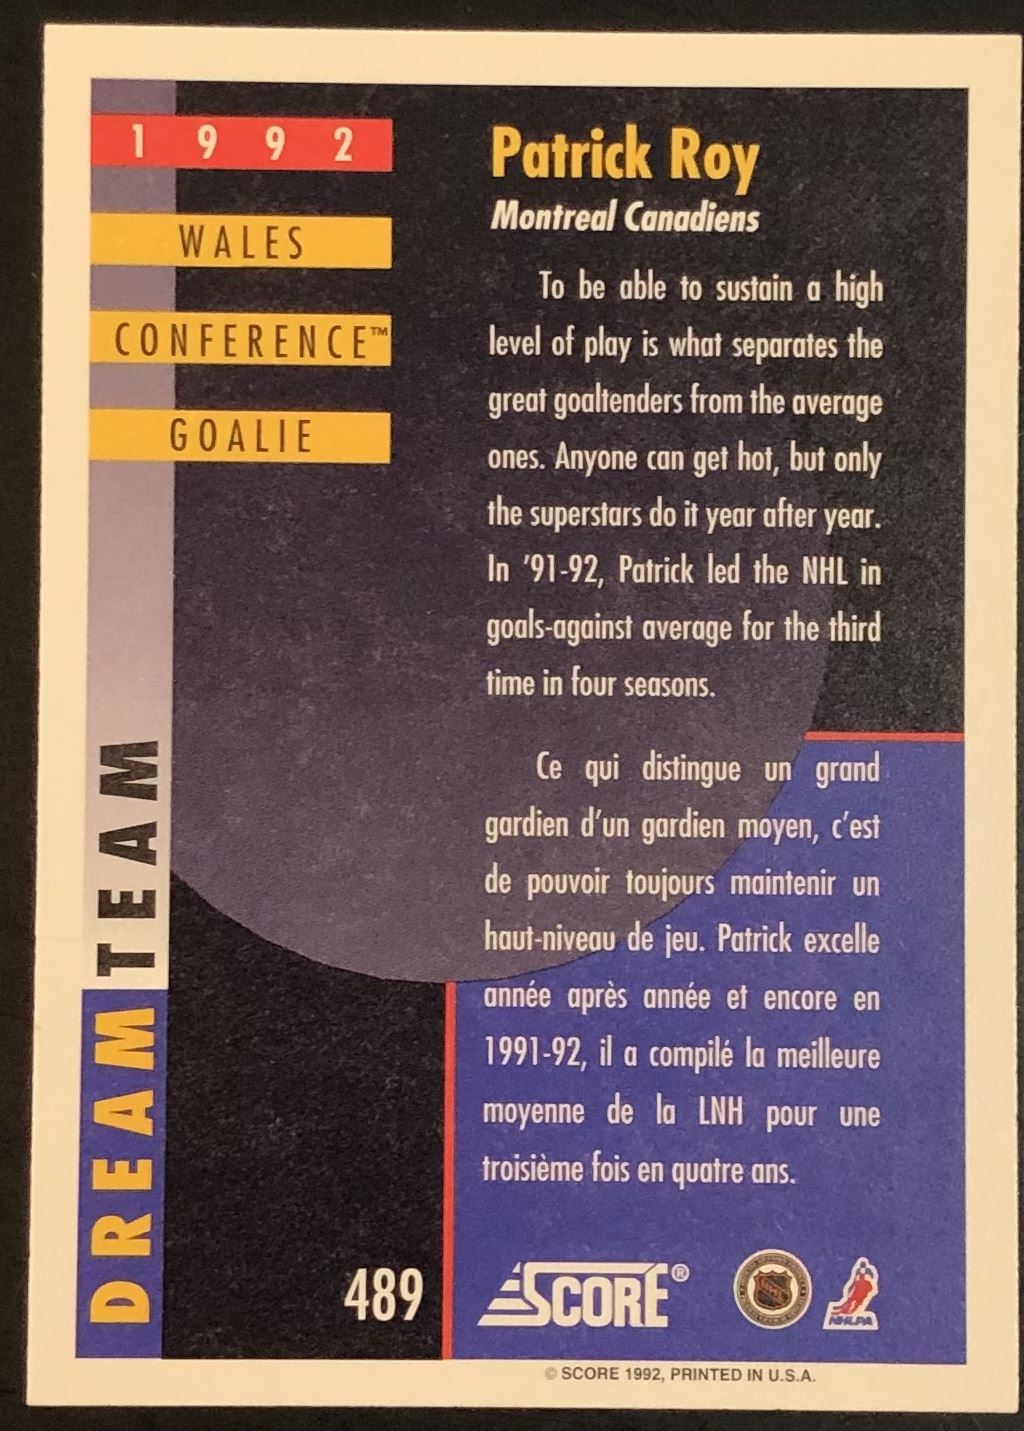 1 9 9 2
WALES
CONFERENCE™
GOALIE
Patrick Roy
Montreal Canadiens
To be able to sustain a high
level of play is what separates the
great goaltenders from the average
ones. Anyone can get hot, but only
the superstars do it year after year.
In '91-92, Patrick led the NHL in
goals-against average for the third
time in four seasons.
Ce qui distingue un grand
gardien d'un gardien moyen, c'est
de pouvoir toujours maintenir un
haut-niveau de jeu. Patrick excelle
année après année et encore en
1991-92, il a compilé la meilleure
moyenne de la LNH pour une
troisième fois en quatre ans.
DREAM TEAM
489
SCORE®
NHL
NHLPA
© SCORE 1992, PRINTED IN U.S.A.